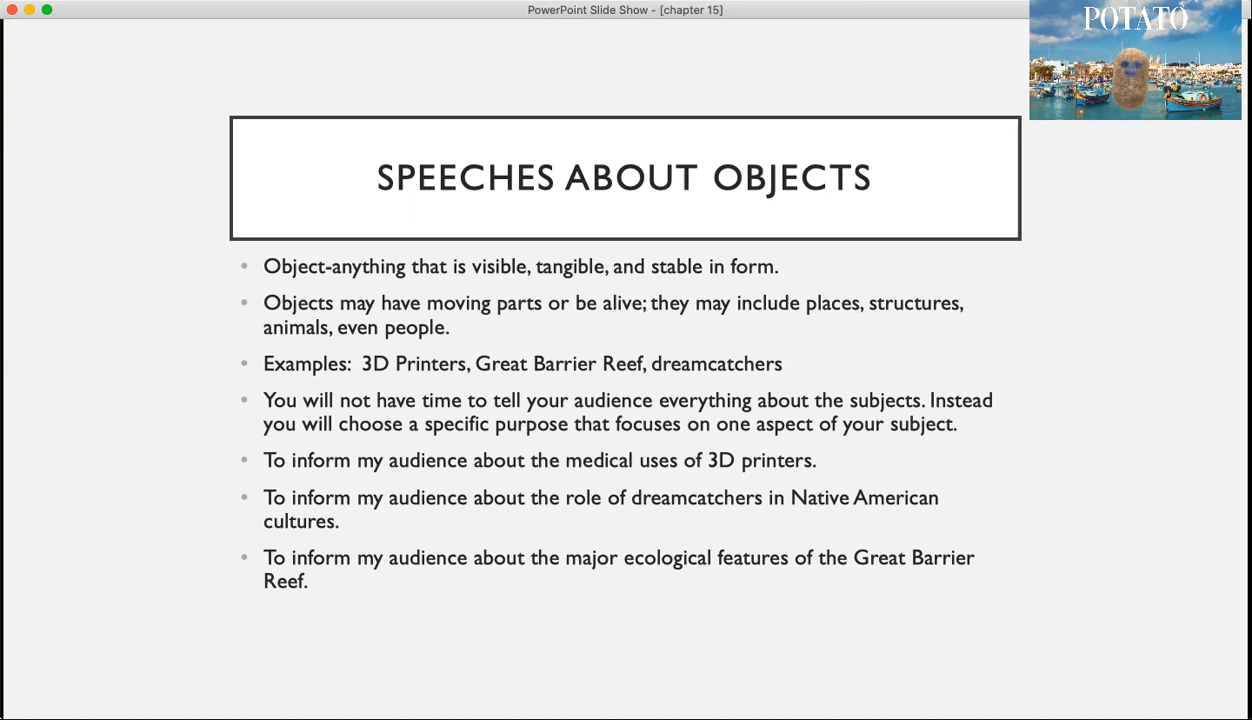 PowerPoint Slide Show - [chapter 15]
POTATO
SPEECHES ABOUT OBJECTS
• Object-anything that is visible, tangible, and stable in form.
• Objects may have moving parts or be alive; they may include places, structures,
animals, even people.
• Examples:  3D Printers, Great Barrier Reef, dreamcatchers
• You will not have time to tell your audience everything about the subjects. Instead
you will choose a specific purpose that focuses on one aspect of your subject.
• To inform my audience about the medical uses of 3D printers.
• To inform my audience about the role of dreamcatchers in Native American
cultures.
• To inform my audience about the major ecological features of the Great Barrier
Reef.